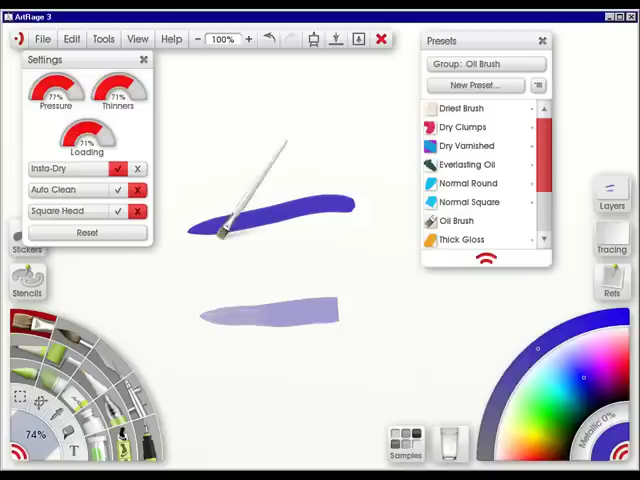 ArtRage 3
File Edit Tools View Help 100%
Settings
77%
Pressure
71%
Thinners
71%
Loading
Insta-Dry
Auto Clean
Square Head
Reset
Presets
Group: Oil Brush
New Preset...
Driest Brush
Dry Clumps
Dry Varnished
Everlasting Oil
Normal Round
Normal Square
Oil Brush
Thick Gloss
Stickers
Stencils
Layers
Tracing
Refs
74%
T
Samples
Metallic 0%